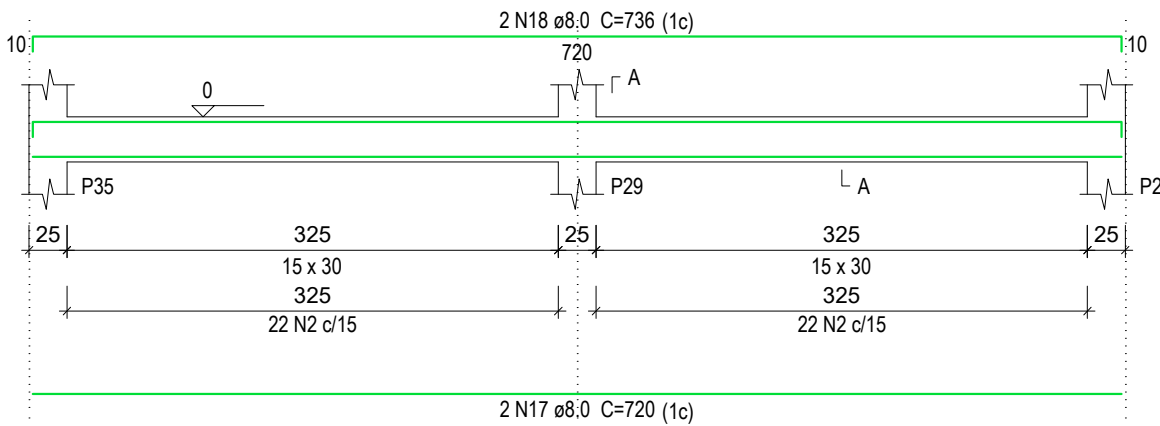 2 N18 ø8.0 C=736 (1c)
10 720 10
A
0
P35 P29 A P2
25 325 25 325 25
15 x 30 15 x 30
325 325
22 N2 c/15 22 N2 c/15
2 N17 ø8.0 C=720 (1c)